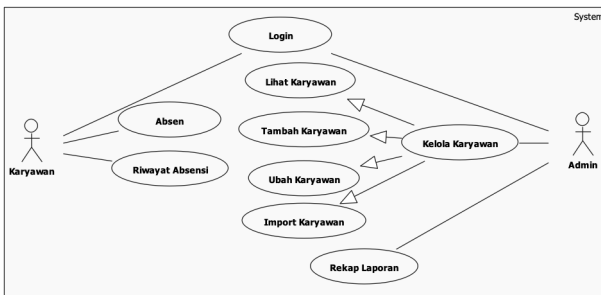 System
Login
Lihat Karyawan
Absen
Tambah Karyawan
Kelola Karyawan
Karyawan
Riwayat Absensi
Admin
Ubah Karyawan
Import Karyawan
Rekap Laporan